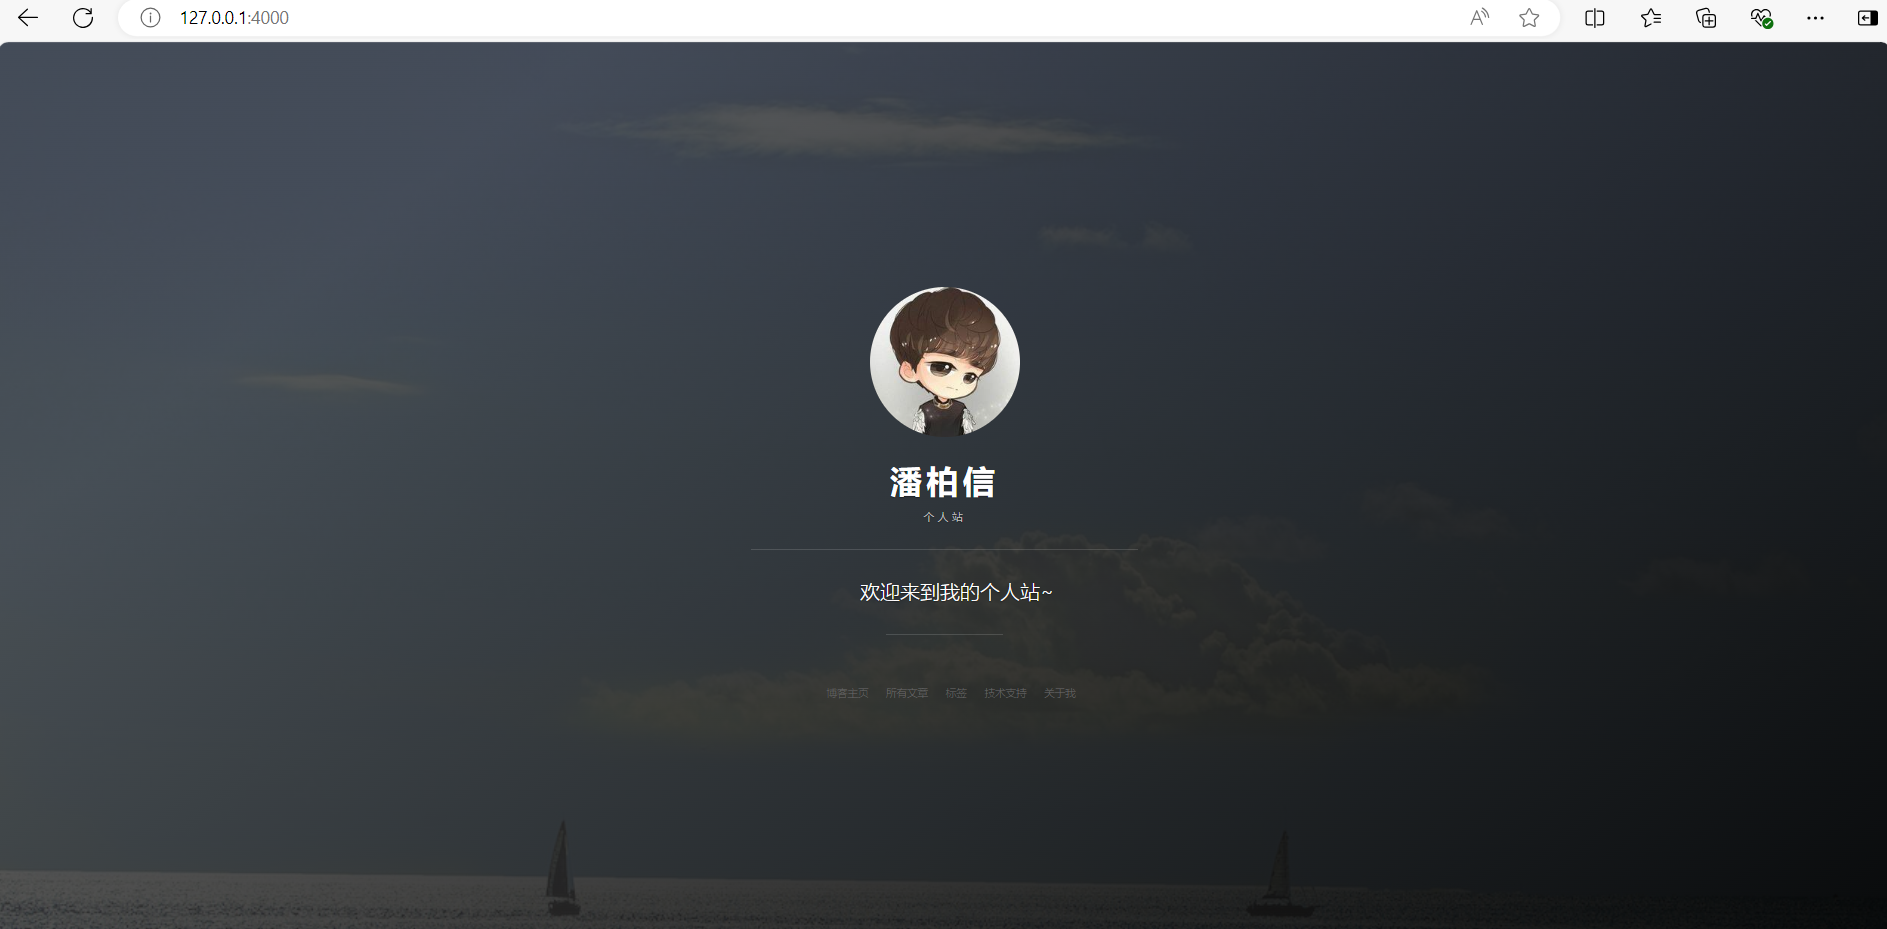 127.0.0.1:4000
潘柏信
个人站
欢迎来到我的个人站~
博客主页 所有文章 标签 技术支持 关于我